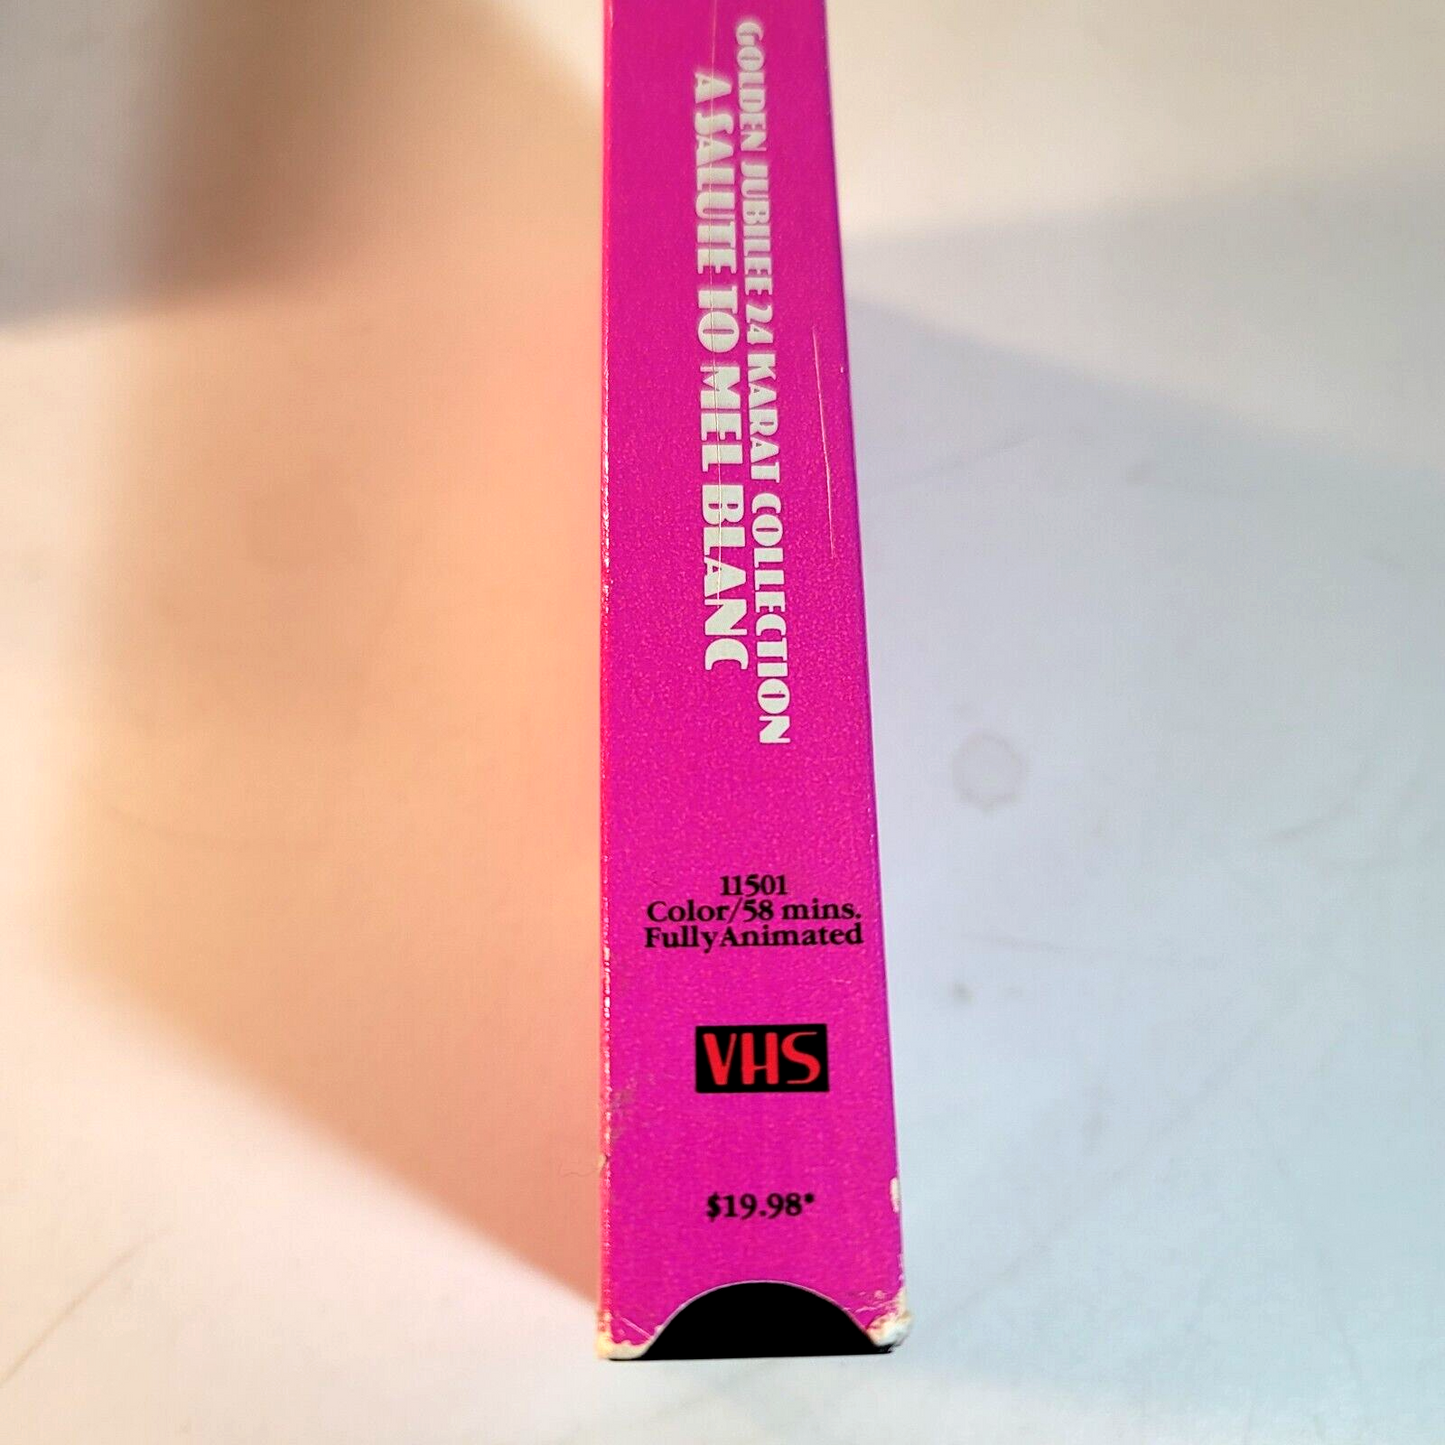 GOLDEN JUBILEE 24 KARAT COLLECTION
A SALUTE TO MEL BLANC
11501
Color/58 mins.
Fully Animated
VHS
$19.98*